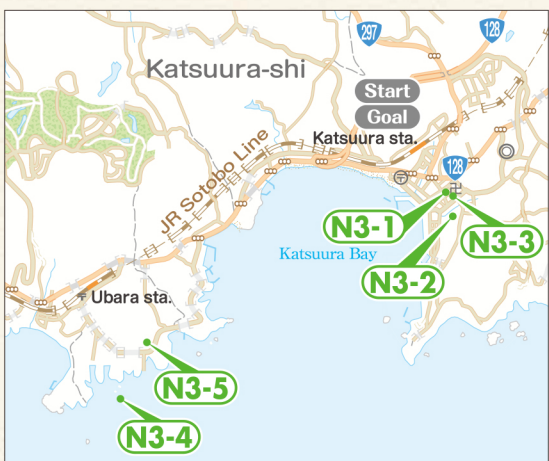 297
128
Katsuura-shi
Start
Goal
Katsuura sta.
JR Sotobo Line
128
卍
N3-1
N3-3
Katsuura Bay
N3-2
〒 Ubara sta.
N3-5
N3-4